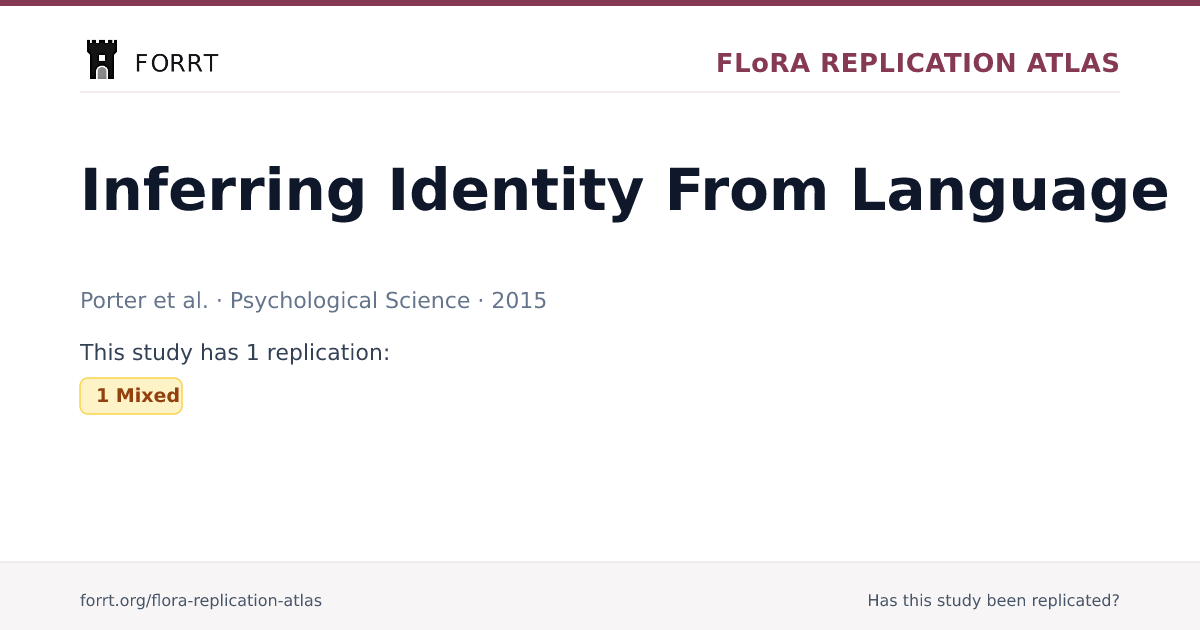 FORRT
FLoRA REPLICATION ATLAS
Inferring Identity From Language
Porter et al. · Psychological Science · 2015
This study has 1 replication:
1 Mixed
forrt.org/flora-replication-atlas
Has this study been replicated?